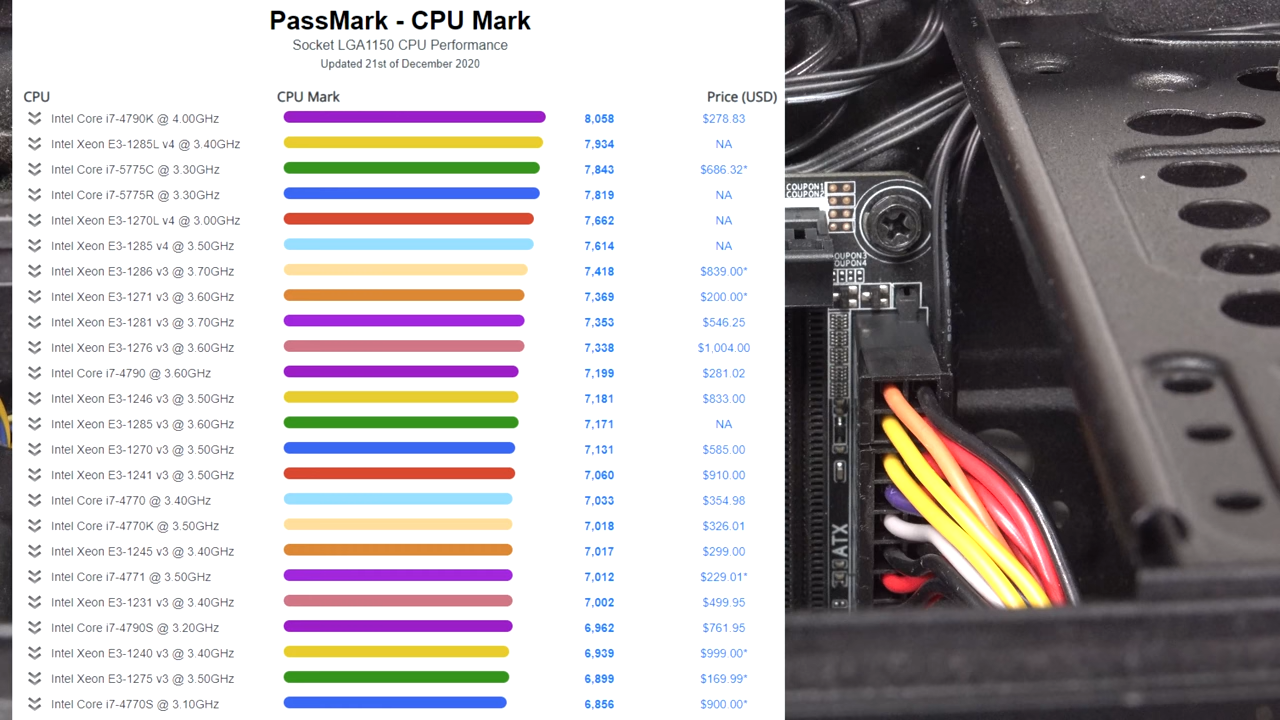 PassMark - CPU Mark
Socket LGA1150 CPU Performance
Updated 21st of December 2020
CPU CPU Mark Price (USD)
Intel Core i7-4790K @ 4.00GHz 8,058 $278.83
Intel Xeon E3-1285L v4 @ 3.40GHz 7,934 NA
Intel Core i7-5775C @ 3.30GHz 7,843 $686.32*
Intel Core 75R @ 3.30GHz 7,819 NA
Intel Xeon 70L v4 @ 3.00GHz 7,662 NA
Intel Xeon E3-1285 v4 @ 3.50GHz 7,614 NA
Intel Xeon v3 @ 3.70GHz 7,418 $839.00*
Intel Xeon E3-1271 v3 @ 3.60GHz 7,369 $200.00*
Intel Xeon E3-1281 v3 @ 3.70GHz 7,353 $546.25
Intel Xeon E3-1276 v3 @ 3.60GHz 7,338 $1,004.00
Intel Core i7-4790 @ 3.60GHz 7,199 $281.02
Intel Xeon E3-1246 v3 @ 3.50GHz 7,181 $833.00
Intel Xeon E3-1285 v3 @ 3.60GHz 7,171 NA
Intel Xeon E3-1270 v3 @ 3.50GHz 7,131 $585.00
Intel Xeon E3-1241 v3 @ 3.50GHz 7,060 $910.00
Intel Core i7-4770 @ 3.40GHz 7,033 $354.98
Intel Core i7-4770K @ 3.50GHz 7,018 $326.01
Intel Xeon E3-1245 v3 @ 3.40GHz 7,017 $299.00
Intel Core i7-4771 @ 3.50GHz 7,012 $229.01*
Intel Xeon E3-1231 v3 @ 3.40GHz 7,002 $499.95
Intel Core i7-4790S @ 3.20GHz 6,962 $761.95
Intel Xeon E3-1240 v3 @ 3.40GHz 6,939 $999.00*
Intel Xeon E3-1275 v3 @ 3.50GHz 6,899 $169.99*
Intel Core i7-4770S @ 3.10GHz 6,856 $900.00*
COUPON1
COUPON2
COUPON3
COUPON4
ATX